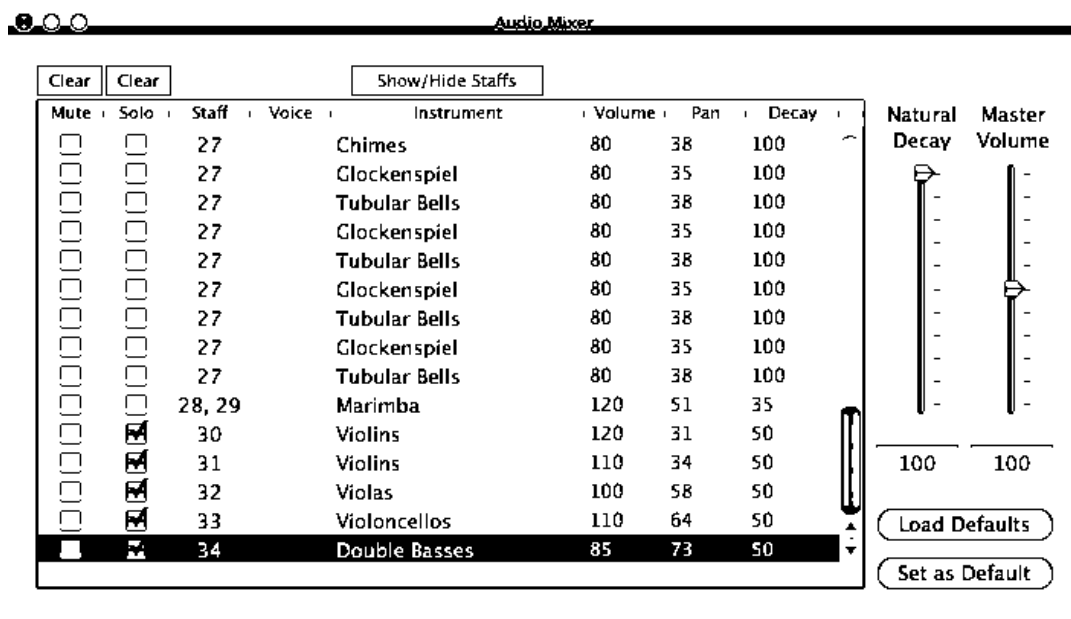 Audio Mixer
Clear Clear Show/Hide Staffs
Mute Solo Staff Voice Instrument Volume Pan Decay
27 Chimes 80 38 100
27 Glockenspiel 80 35 100
27 Tubular Bells 80 38 100
27 Glockenspiel 80 35 100
27 Tubular Bells 80 38 100
27 Glockenspiel 80 35 100
27 Tubular Bells 80 38 100
27 Glockenspiel 80 35 100
27 Tubular Bells 80 38 100
28, 29 Marimba 120 51 35
30 Violins 120 31 50
31 Violins 110 34 50
32 Violas 100 58 50
33 Violoncellos 110 64 50
34 Double Basses 85 73 50
Natural Decay
Master Volume
100 100
Load Defaults
Set as Default